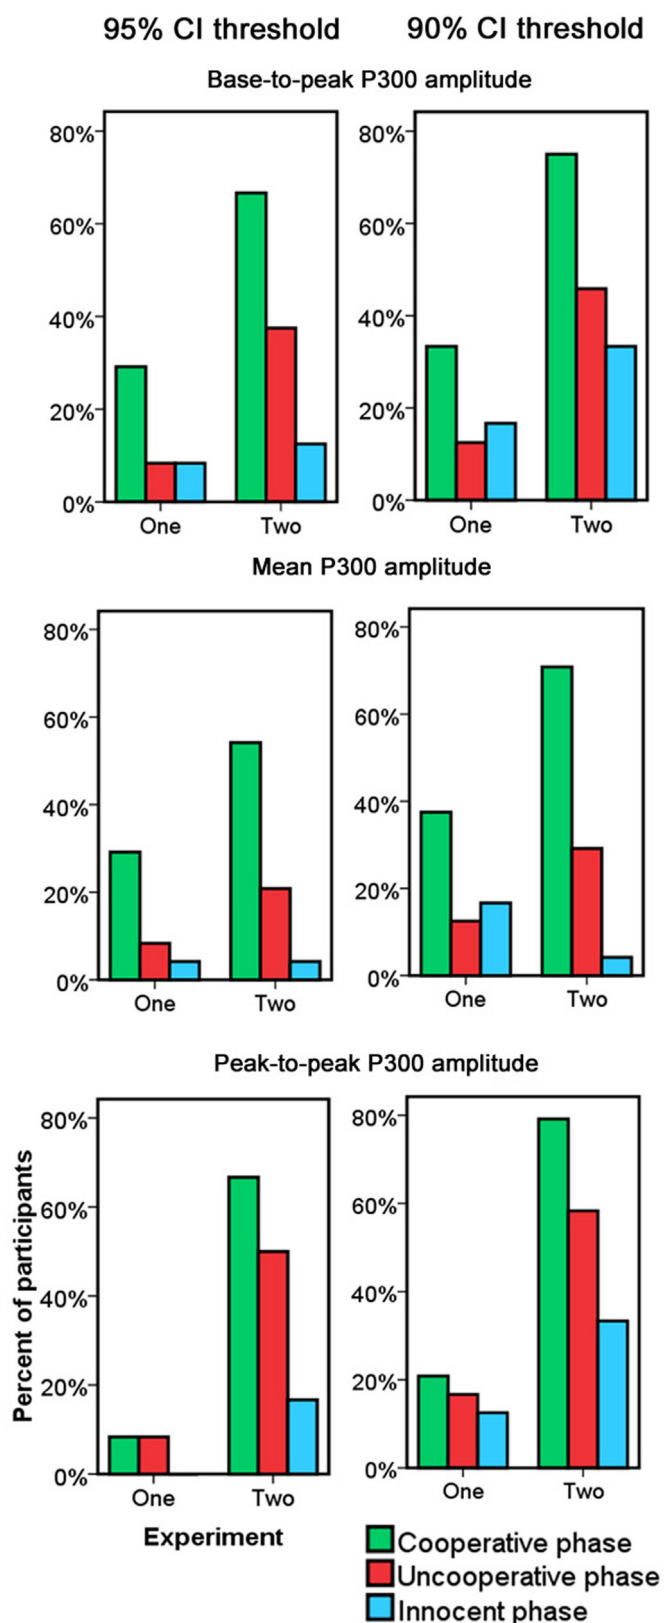 95% CI threshold 90% CI threshold
Base-to-peak P300 amplitude
80% 80%
60% 60%
40% 40%
20% 20%
0% 0%
One Two One Two
Mean P300 amplitude
80% 80%
60% 60%
40% 40%
20% 20%
0% 0%
One Two One Two
Peak-to-peak P300 amplitude
Percent of participants
80% 80%
60% 60%
40% 40%
20% 20%
0% 0%
One Two One Two
Experiment
Cooperative phase
Uncooperative phase
Innocent phase